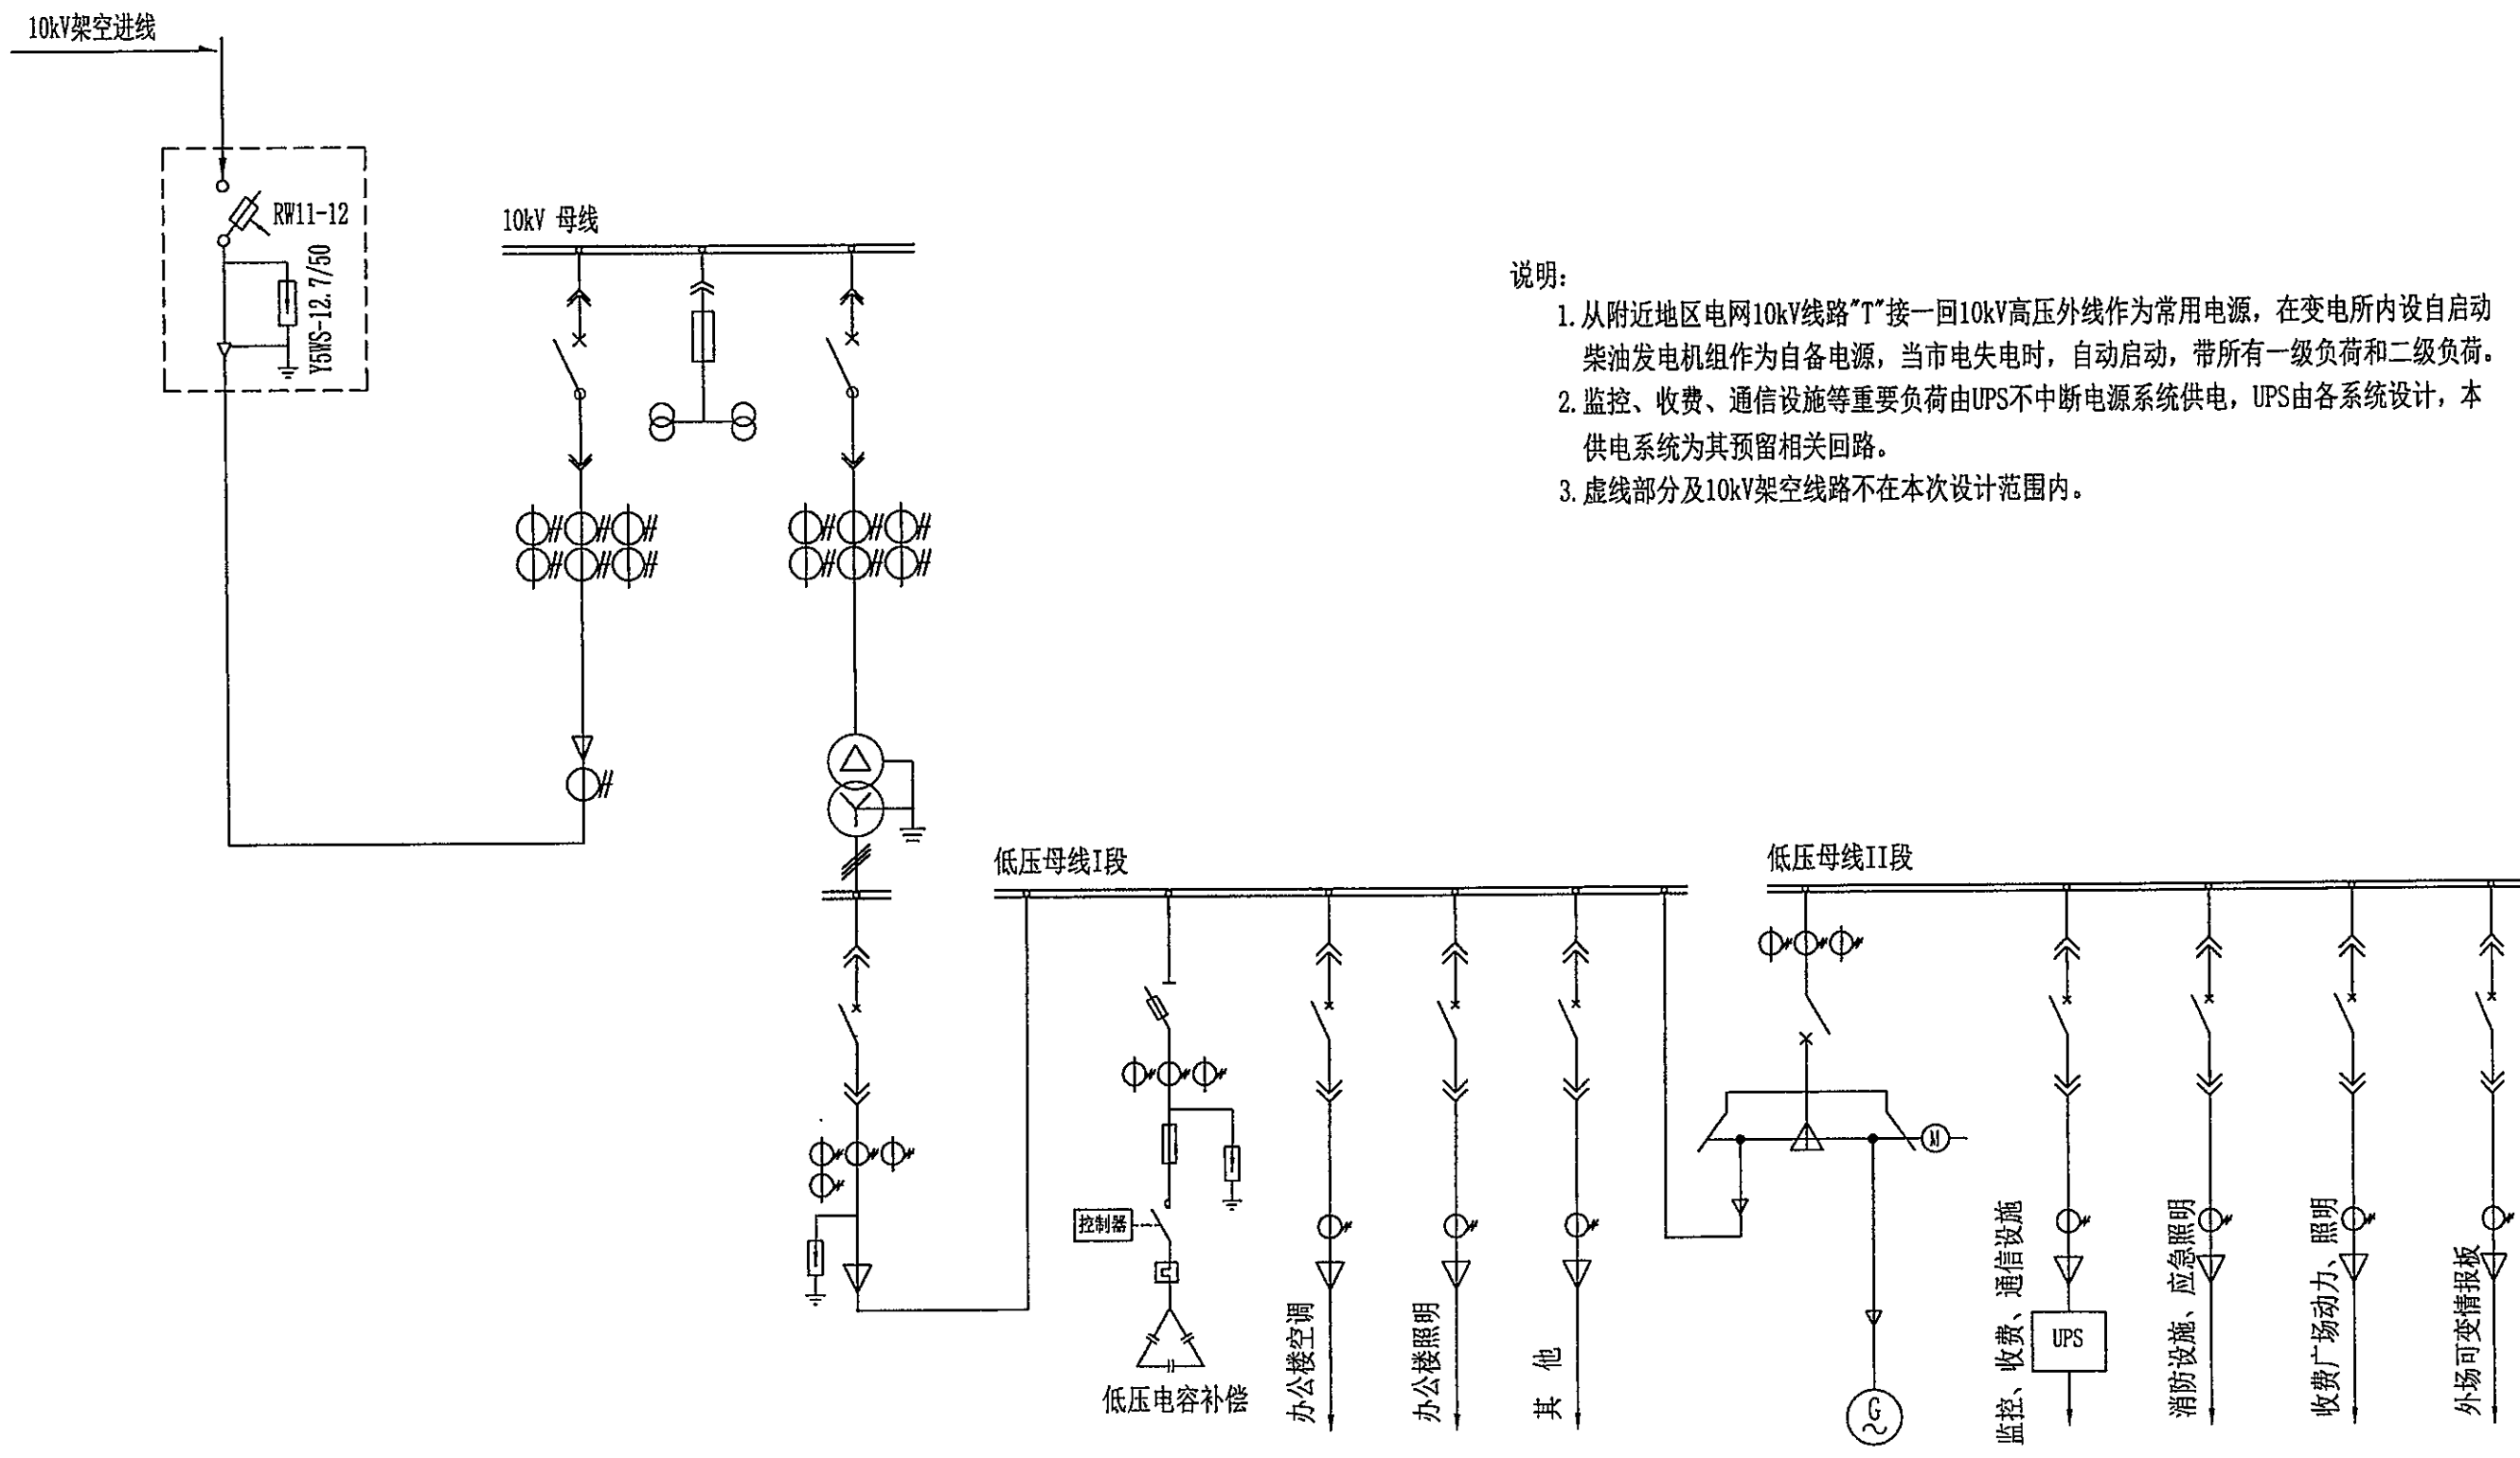 10kV架空进线
RW11-12
Y5WS-12.7/50
10kV 母线
说明:
1.从附近地区电网10kV线路"T"接一回10kV高压外线作为常用电源，在变电所内设自启动
柴油发电机组作为自备电源，当市电失电时，自动启动，带所有一级负荷和二级负荷。
2.监控、收费、通信设施等重要负荷由UPS不中断电源系统供电，UPS由各系统设计，本
供电系统为其预留相关回路。
3.虚线部分及10kV架空线路不在本次设计范围内。
低压母线I段
低压母线II段
控制器
低压电容补偿
办公楼空调
办公楼照明
其 他
M
G
监控、收费、通信设施
UPS
消防设施、应急照明
收费广场动力、照明
外场可变情报板